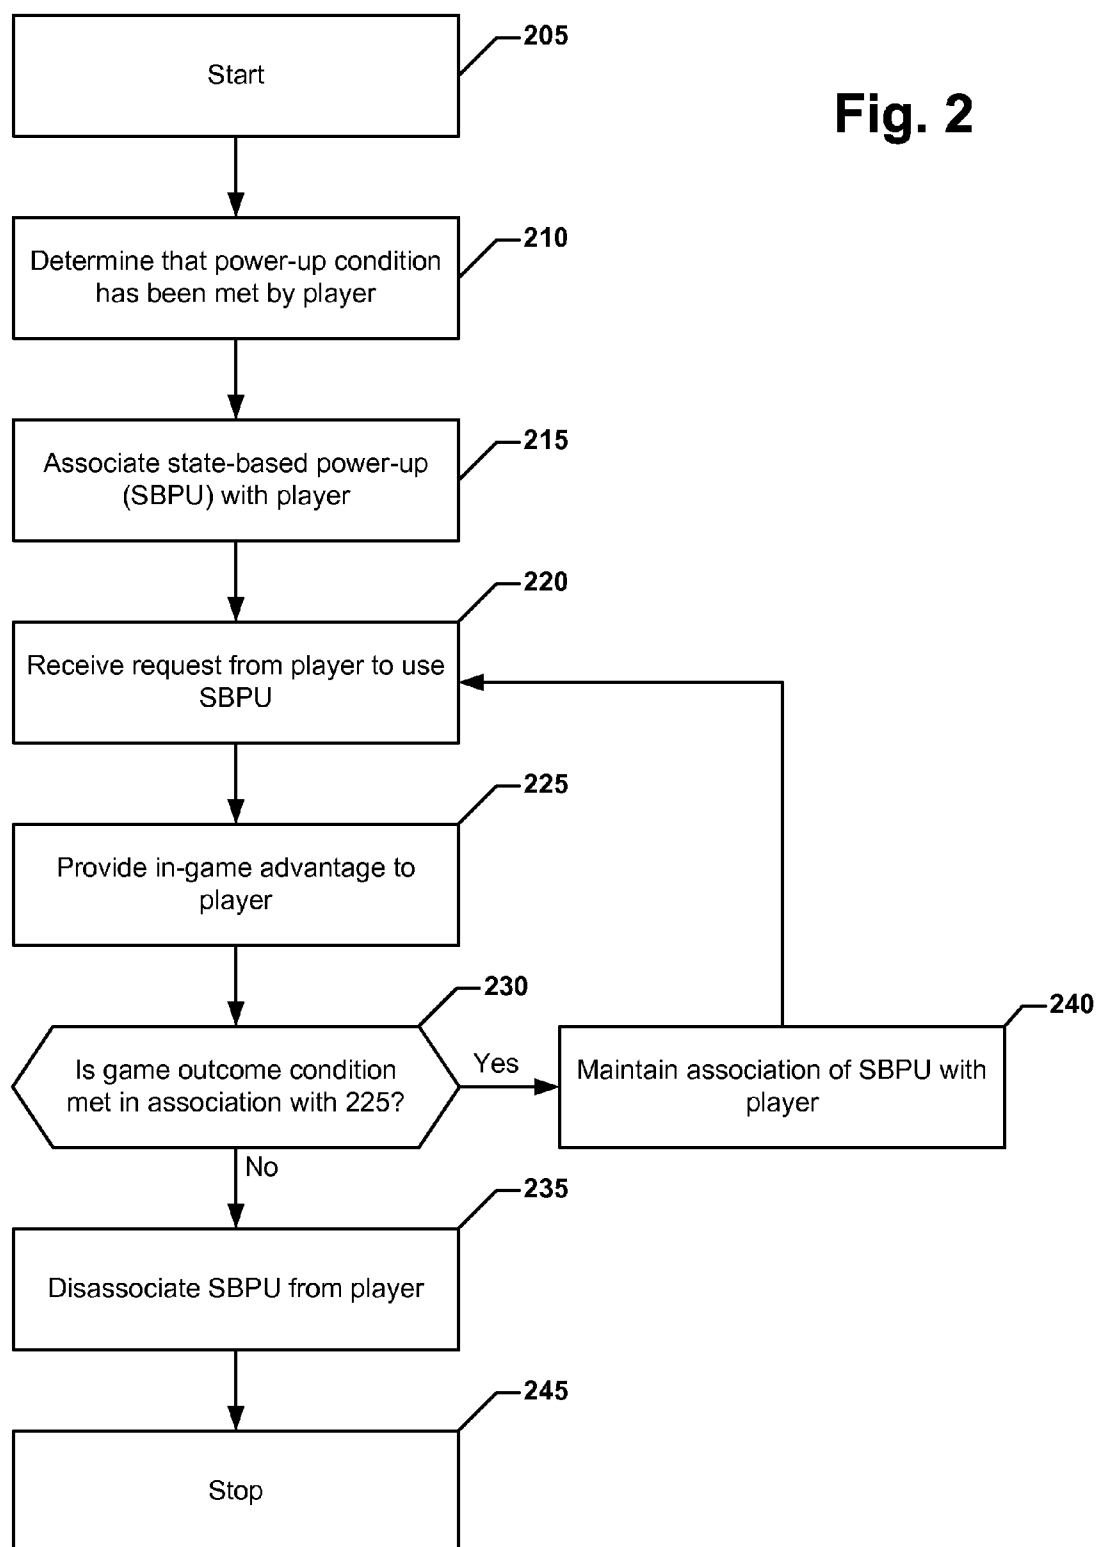 205
Start
Fig. 2
210
Determine that power-up condition
has been met by player
215
Associate state-based power-up
(SBPU) with player
220
Receive request from player to use
SBPU
225
Provide in-game advantage to
player
230
Is game outcome condition
met in association with 225?
Yes
240
Maintain association of SBPU with
player
No
235
Disassociate SBPU from player
245
Stop